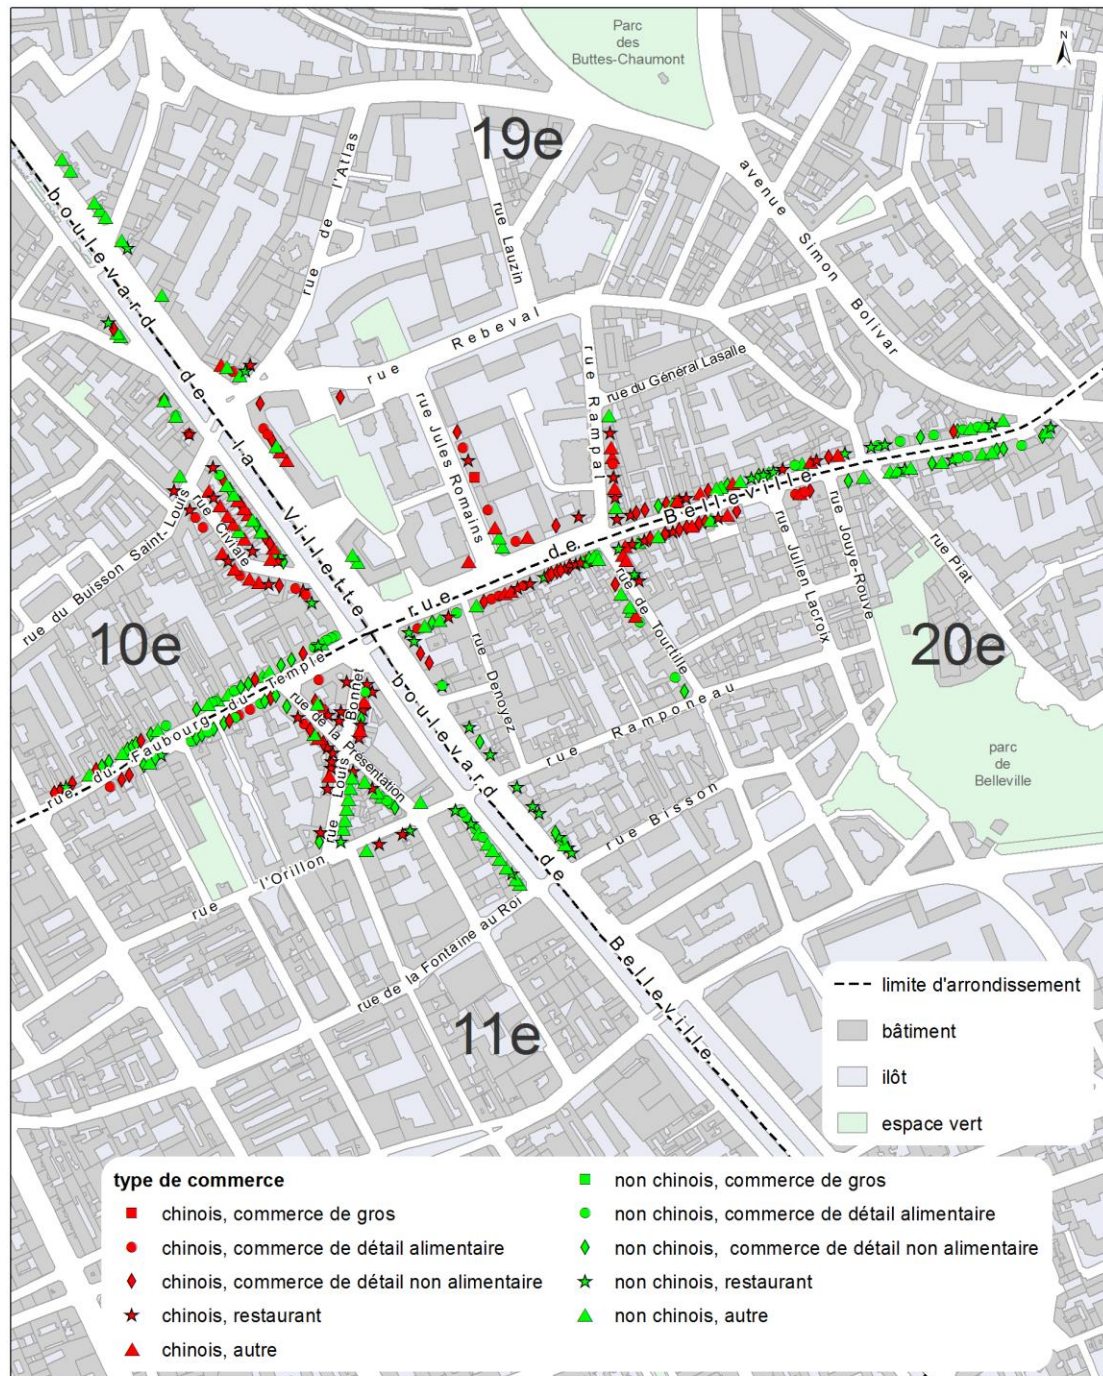 Parc
des
Buttes-Chaumont
N
19e
boulevard de la Villette
rue de l'Atlas
rue Lauzin
avenue Simon Bolivar
rue Rebeval
rue Rampal
rue du Général Lasalle
rue Jules Romains
rue de Belleville
rue Civiale
rue du Buisson Saint-Louis
rue Julien Lacroix
rue Jouye-Rouve
rue Piat
10e
20e
rue de Tourtille
rue Denoyez
rue Ramponeau
rue du Faubourg du Temple
rue de la Présentation
rue Louis Bonnet
boulevard de Belleville
parc
de
Belleville
rue Bisson
rue l'Orillon
rue de la Fontaine au Roi
11e
limite d'arrondissement
bâtiment
ilôt
espace vert
type de commerce
chinois, commerce de gros
chinois, commerce de détail alimentaire
chinois, commerce de détail non alimentaire
chinois, restaurant
chinois, autre
non chinois, commerce de gros
non chinois, commerce de détail alimentaire
non chinois, commerce de détail non alimentaire
non chinois, restaurant
non chinois, autre